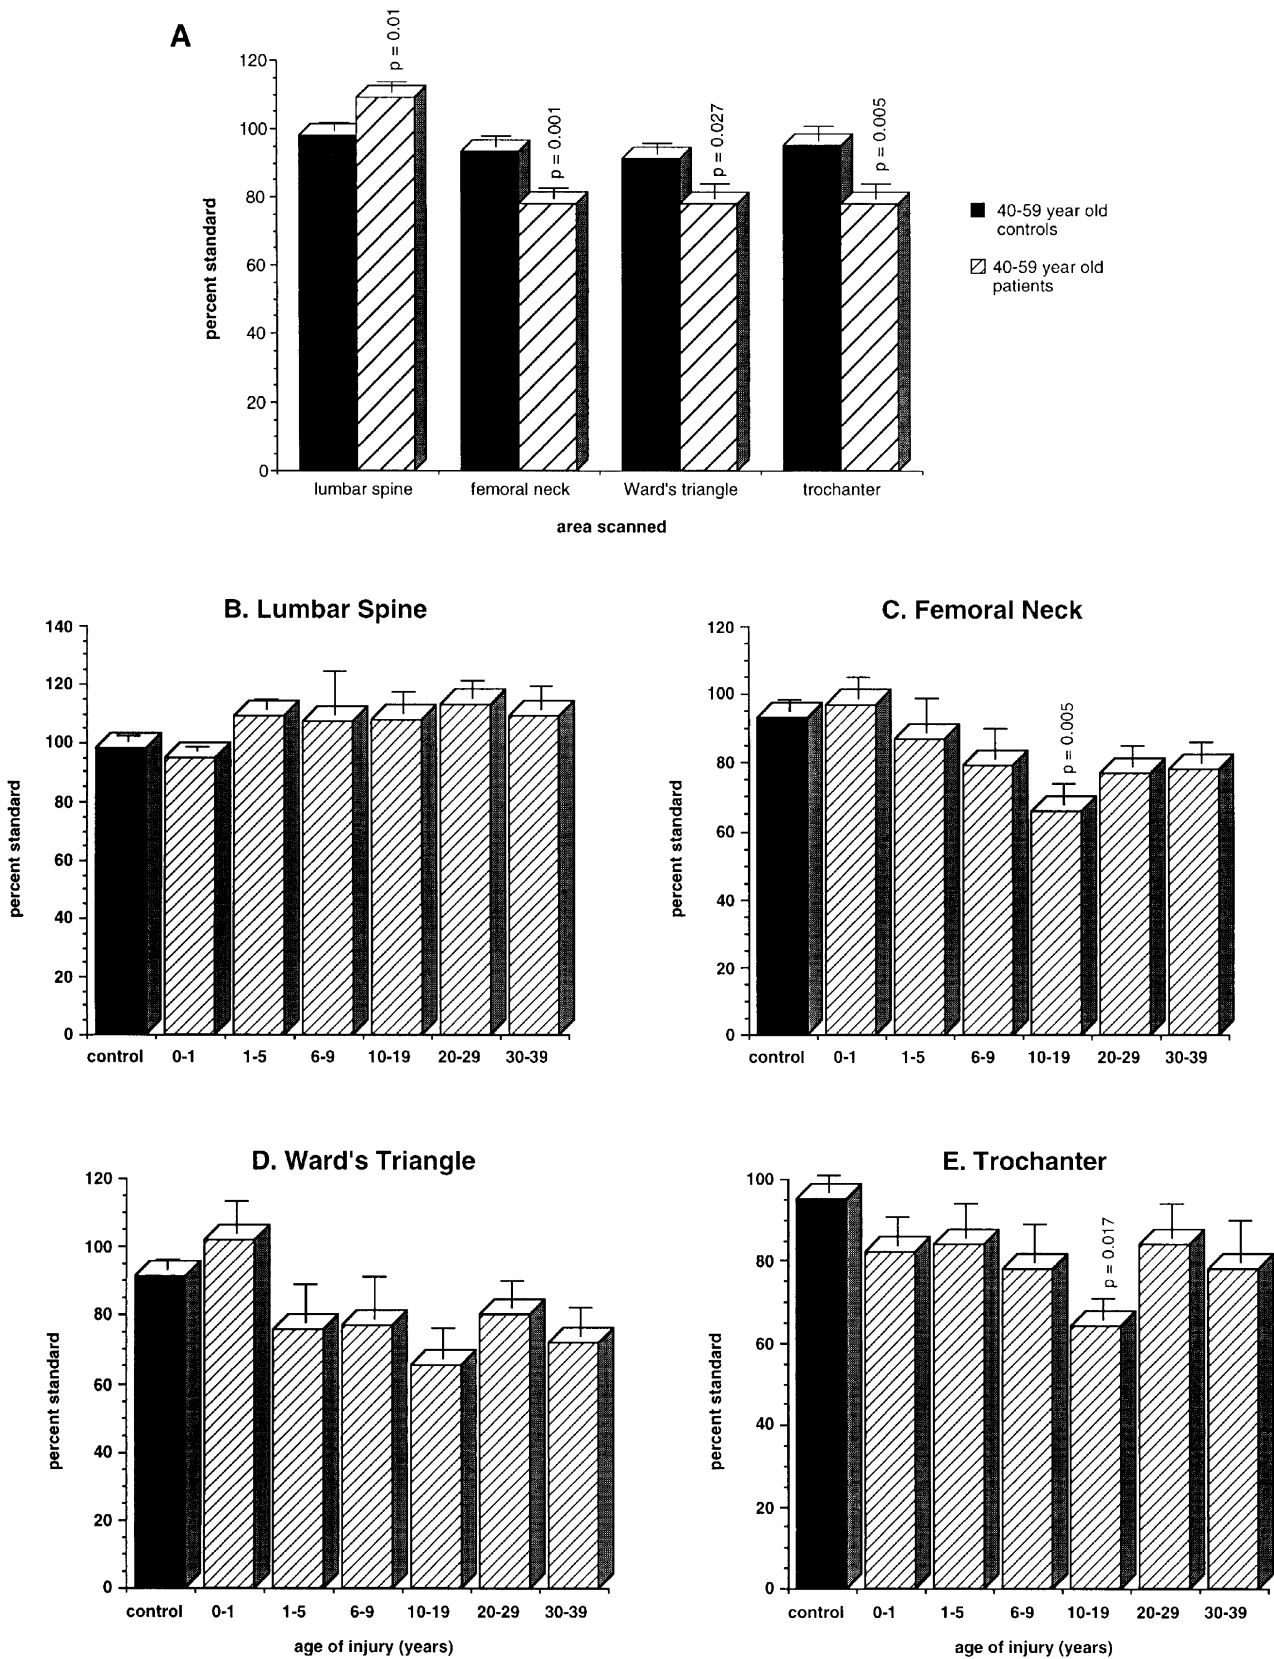 A
p = 0.01
p = 0.001
p = 0.027
p = 0.005
120
100
80
60
40
20
0
percent standard
lumbar spine femoral neck Ward's triangle trochanter
area scanned
40-59 year old
controls
40-59 year old
patients
B. Lumbar Spine
140
120
100
80
60
40
20
0
percent standard
control 0-1 1-5 6-9 10-19 20-29 30-39
C. Femoral Neck
120
100
80
60
40
20
0
percent standard
p = 0.005
control 0-1 1-5 6-9 10-19 20-29 30-39
D. Ward's Triangle
120
100
80
60
40
20
0
percent standard
control 0-1 1-5 6-9 10-19 20-29 30-39
age of injury (years)
E. Trochanter
100
80
60
40
20
0
percent standard
p = 0.017
control 0-1 1-5 6-9 10-19 20-29 30-39
age of injury (years)